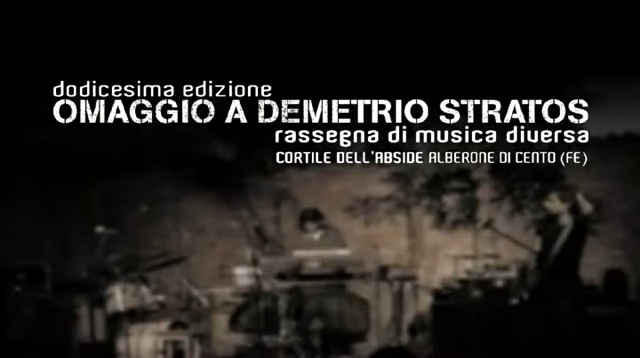 dodicesima edizione
OMAGGIO A DEMETRIO STRATOS
rassegna di musica diversa
CORTILE DELL'ABSIDE ALBERONE DI CENTO (FE)